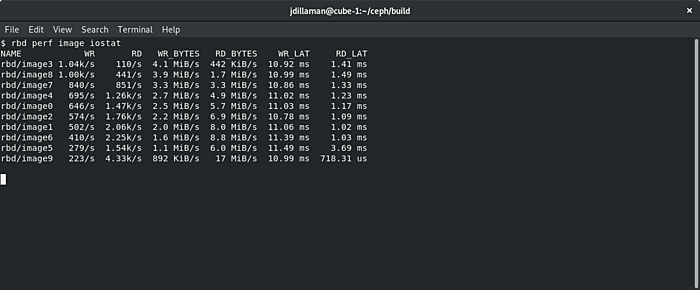 jdillaman@cube-1:~/ceph/build
File Edit View Search Terminal Help
$ rbd perf image iostat
NAME WR RD WR_BYTES RD_BYTES WR_LAT RD_LAT
rbd/image3 1.04k/s 110/s 4.1 MiB/s 442 KiB/s 10.92 ms 1.41 ms
rbd/image8 1.00k/s 441/s 3.9 MiB/s 1.7 MiB/s 10.99 ms 1.49 ms
rbd/image7 840/s 851/s 3.3 MiB/s 3.3 MiB/s 10.86 ms 1.33 ms
rbd/image4 695/s 1.26k/s 2.7 MiB/s 4.9 MiB/s 11.02 ms 1.23 ms
rbd/image0 646/s 1.47k/s 2.5 MiB/s 5.7 MiB/s 11.03 ms 1.17 ms
rbd/image2 574/s 1.76k/s 2.2 MiB/s 6.9 MiB/s 10.78 ms 1.09 ms
rbd/image1 502/s 2.06k/s 2.0 MiB/s 8.0 MiB/s 11.06 ms 1.02 ms
rbd/image6 410/s 2.25k/s 1.6 MiB/s 8.8 MiB/s 11.39 ms 1.03 ms
rbd/image5 279/s 1.54k/s 1.1 MiB/s 6.0 MiB/s 11.49 ms 3.69 ms
rbd/image9 223/s 4.33k/s 892 KiB/s 17 MiB/s 10.99 ms 718.31 us